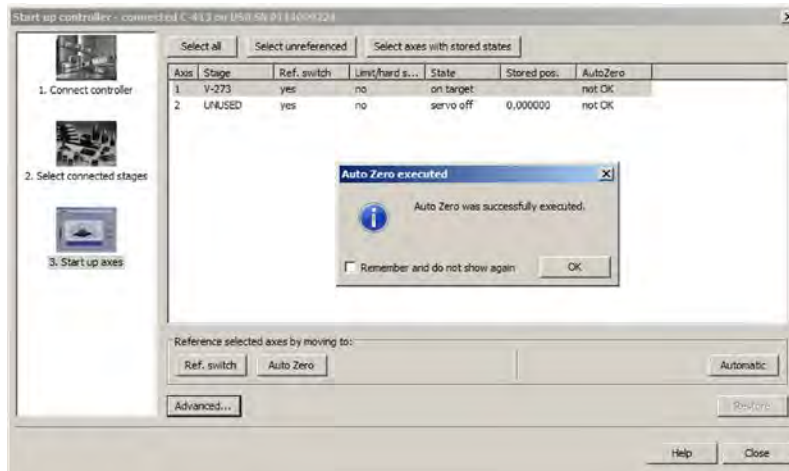 Start up controller - connected C-413 on USB SN 0114009224
Select all
Select unreferenced
Select axes with stored states
Axis Stage Ref. switch Limit/hard s... State Stored pos. AutoZero
1 V-273 yes no on target not OK
2 UNUSED yes no servo off 0,000000 not OK
1. Connect controller
2. Select connected stages
3. Start up axes
Auto Zero executed
Auto Zero was successfully executed.
Remember and do not show again
OK
Reference selected axes by moving to:
Ref. switch
Auto Zero
Automatic
Advanced...
Restore
Help
Close